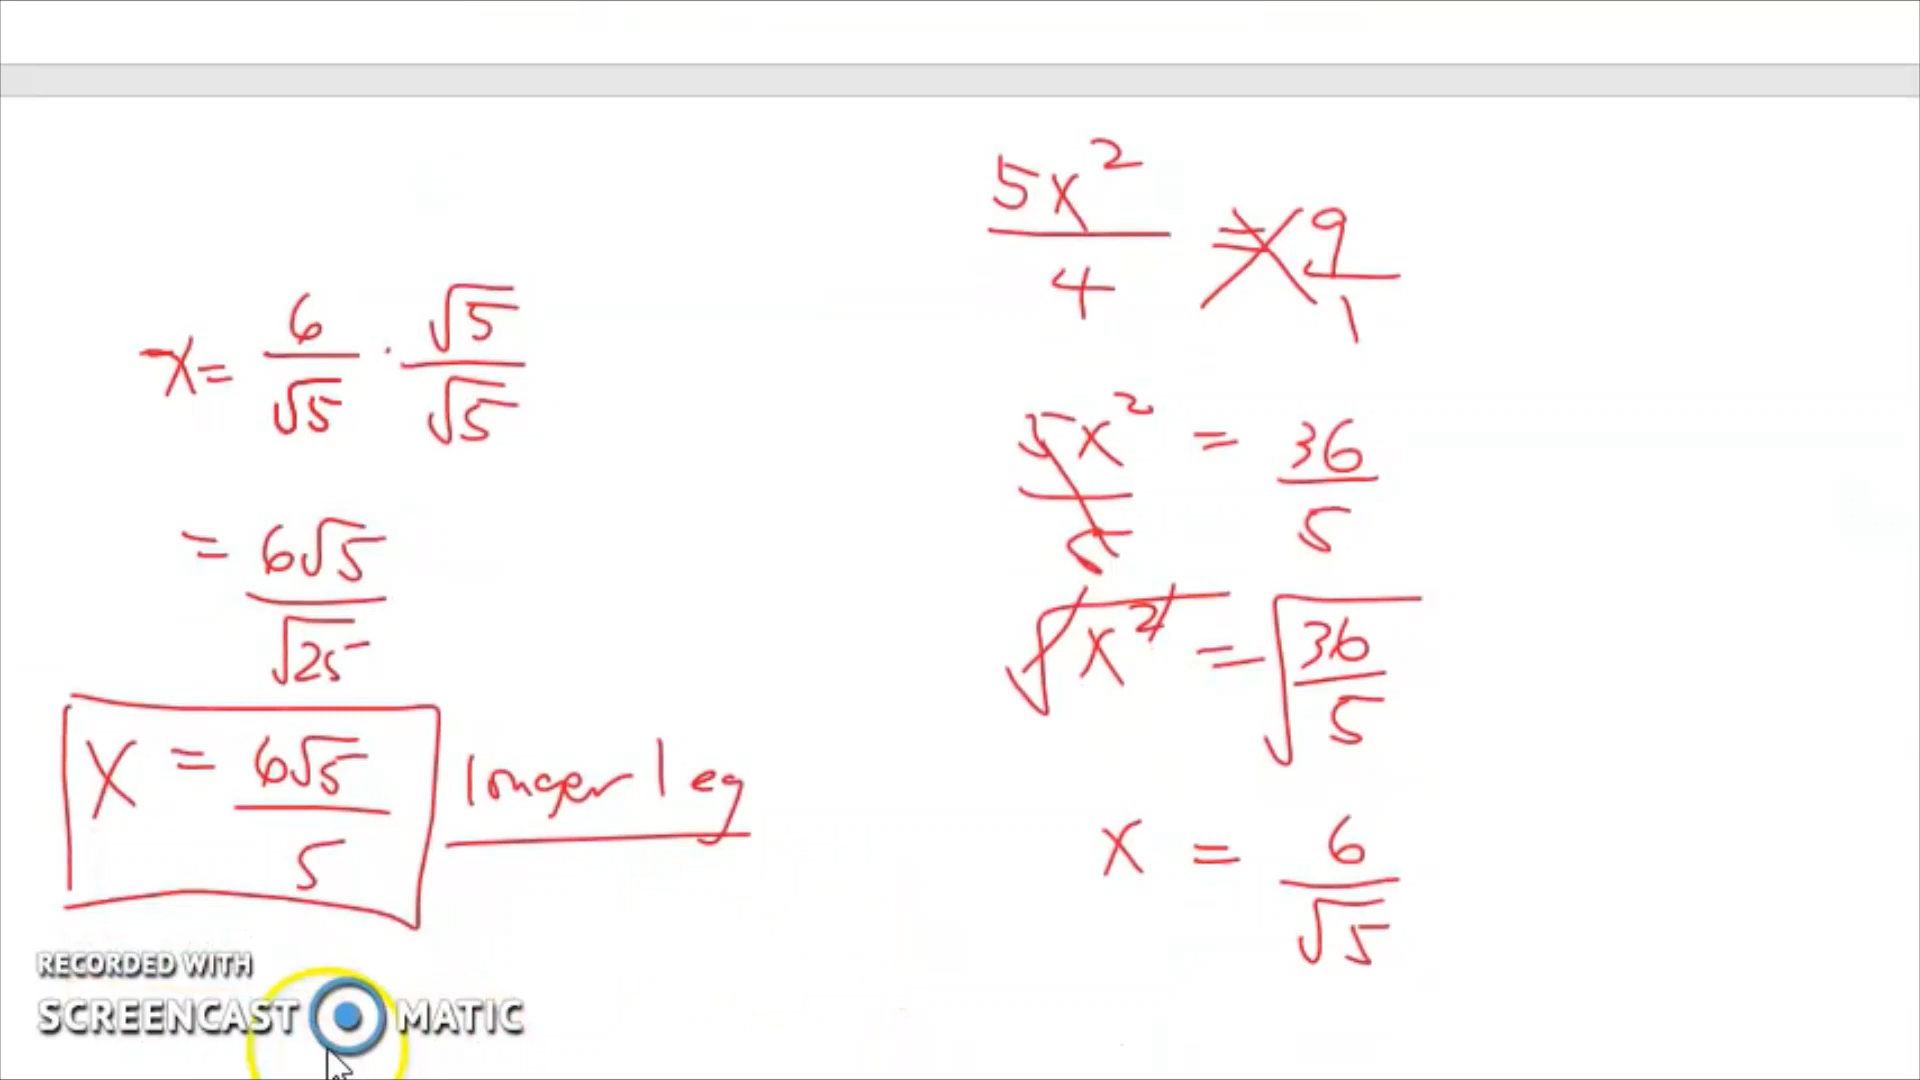 5x²/4 = 9/1
5x²/5 = 36/5
√x² = √36/5
x = 6/√5
x = 6/√5 · √5/√5
= 6√5/√25
x = 6√5/5 longer leg
RECORDED WITH
SCREENCAST MATIC